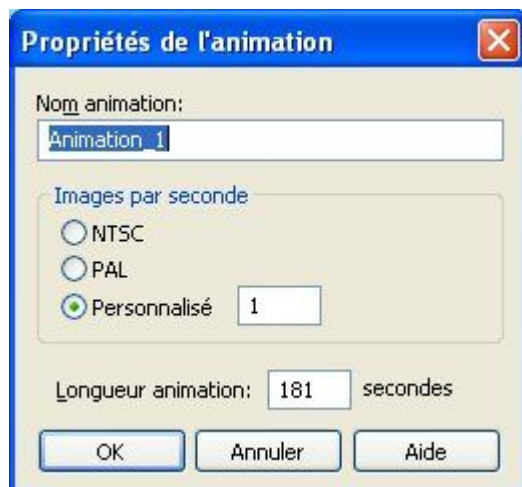 Propriétés de l'animation
Nom animation:
Animation_1
Images par seconde
NTSC
PAL
Personnalisé 1
Longueur animation: 181 secondes
OK Annuler Aide